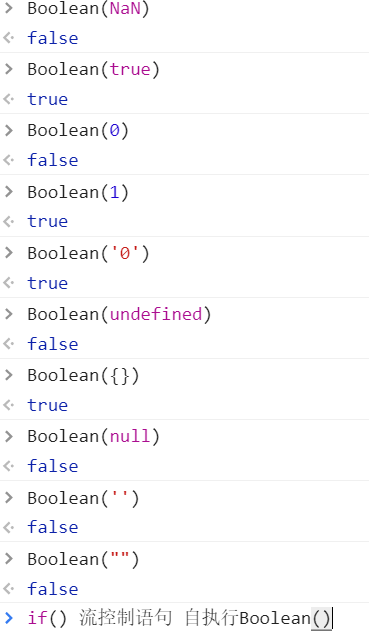 Boolean(NaN)
false
Boolean(true)
true
Boolean(0)
false
Boolean(1)
true
Boolean('0')
true
Boolean(undefined)
false
Boolean({})
true
Boolean(null)
false
Boolean('')
false
Boolean("")
false
if() 流控制语句 自执行Boolean()